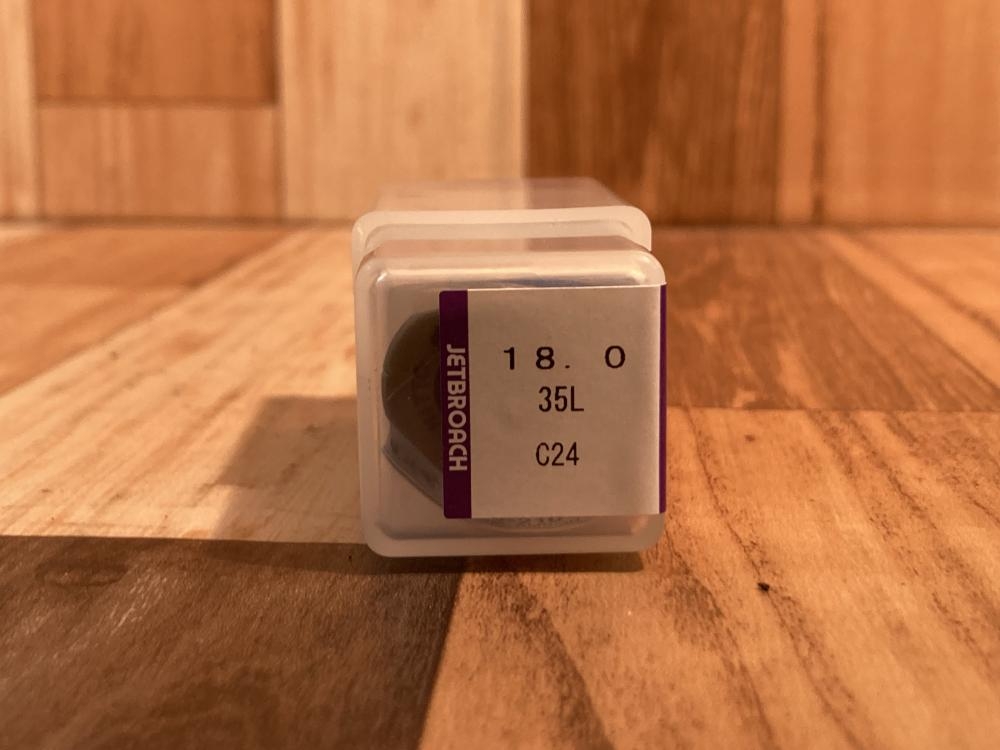 JETBROACH
18. 0
35L
C24